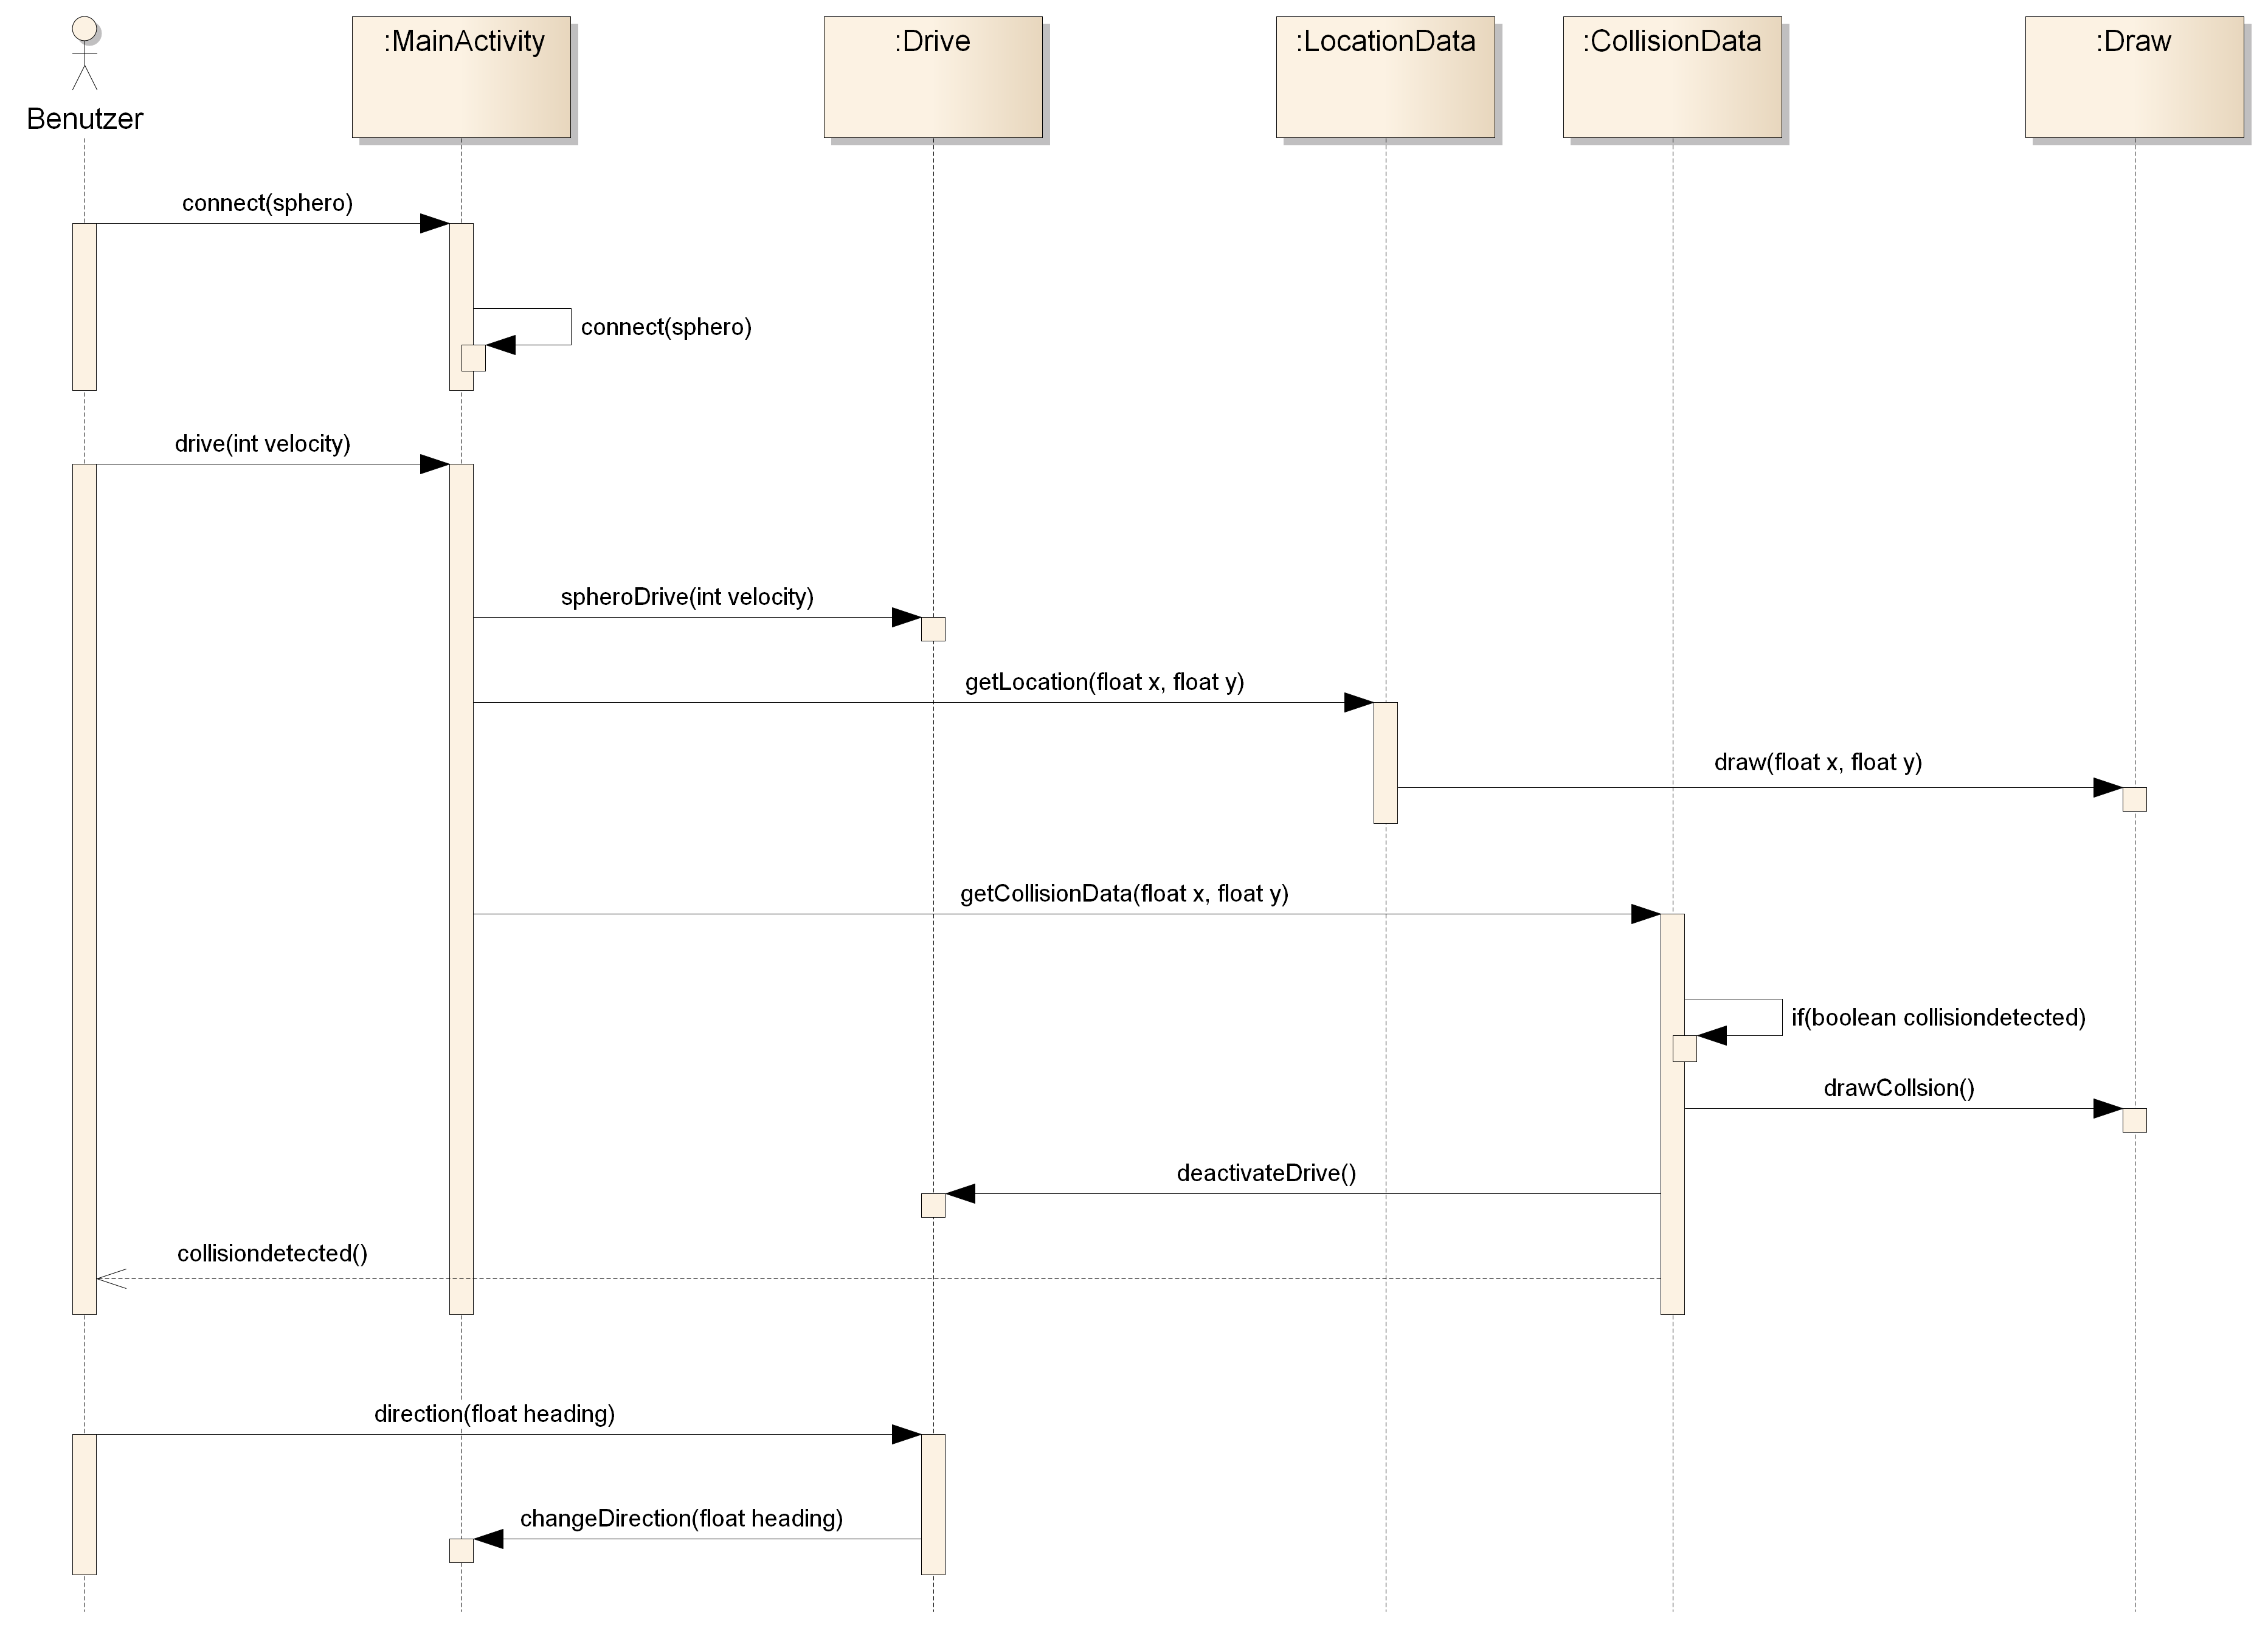 Benutzer
:MainActivity
:Drive
:LocationData
:CollisionData
:Draw
connect(sphero)
connect(sphero)
drive(int velocity)
spheroDrive(int velocity)
getLocation(float x, float y)
draw(float x, float y)
getCollisionData(float x, float y)
if(boolean collisiondetected)
drawCollsion()
deactivateDrive()
collisiondetected()
direction(float heading)
changeDirection(float heading)